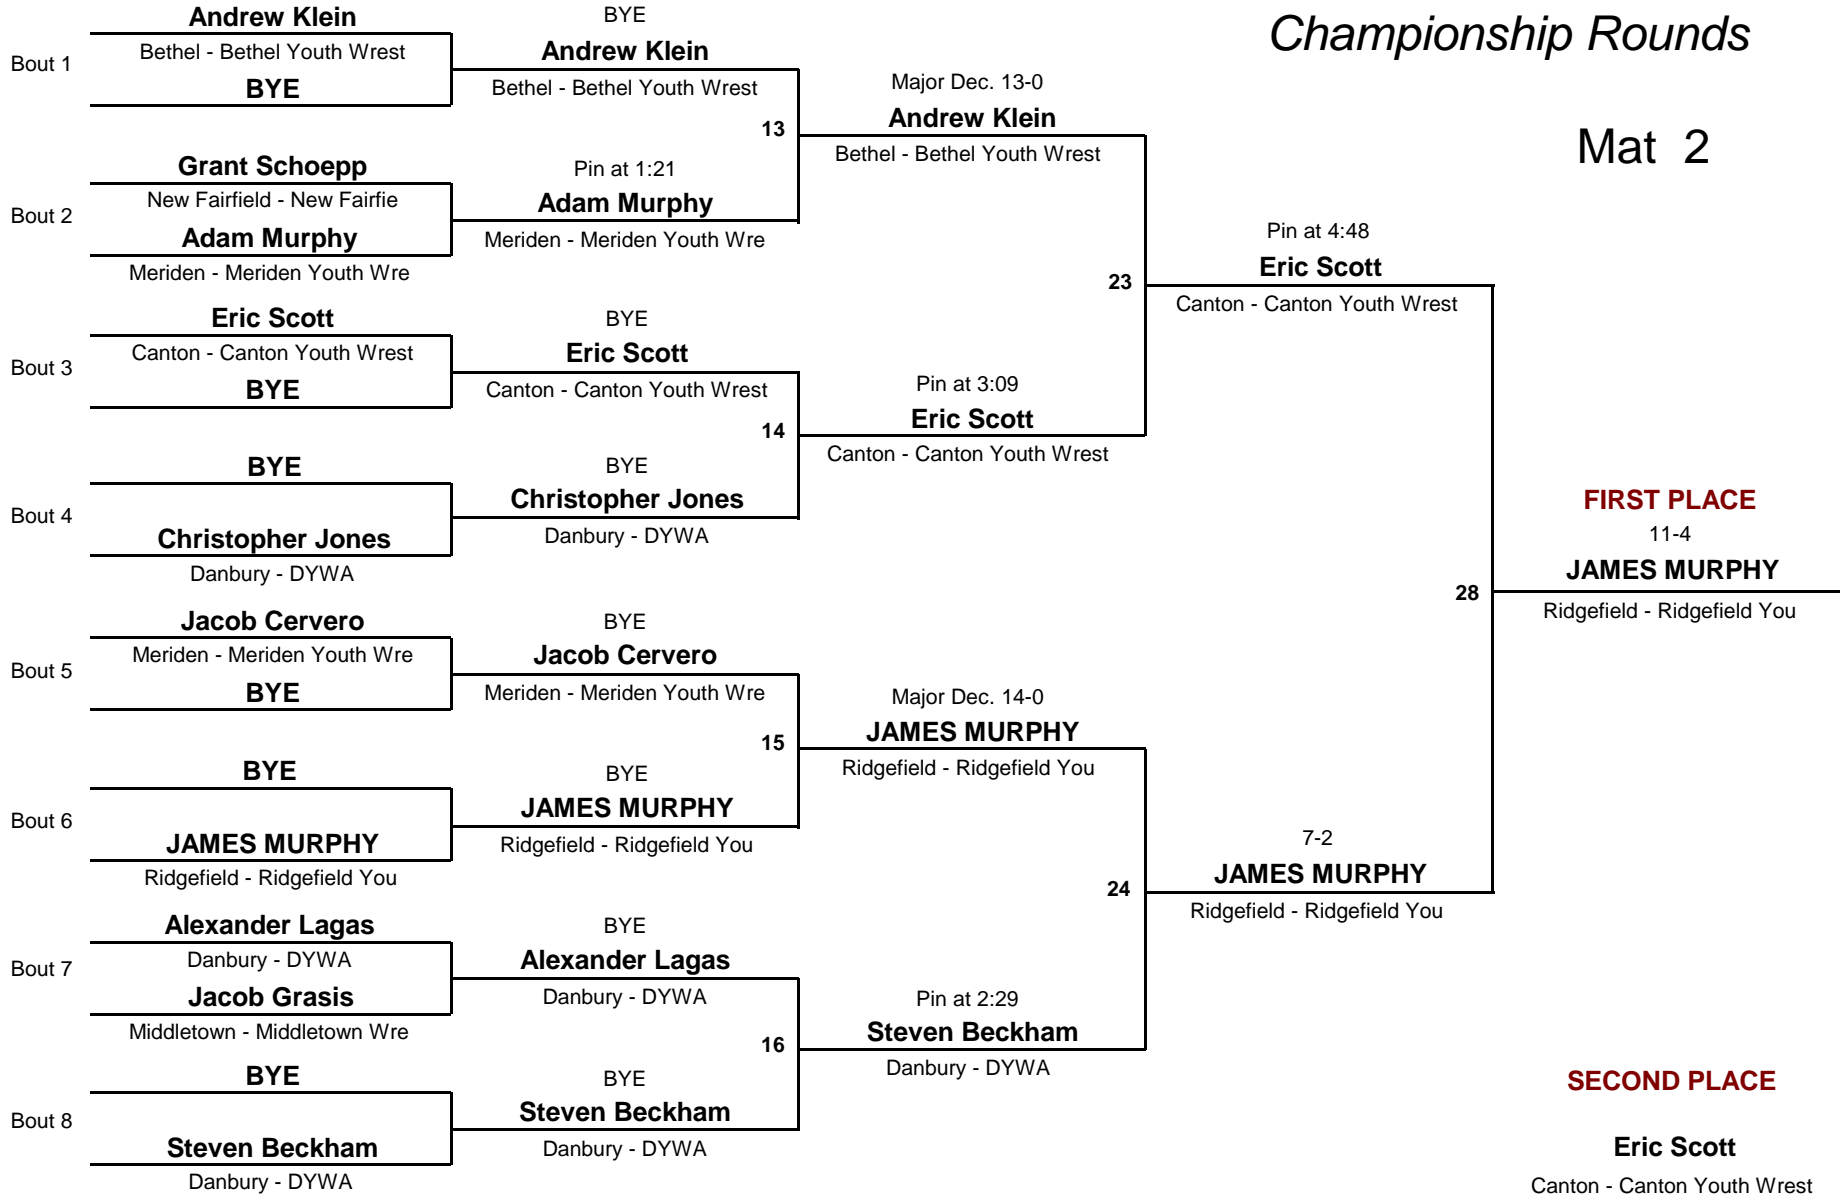 Championship Rounds
Mat 2
Bout 1
Andrew Klein
Bethel - Bethel Youth Wrest
BYE
Bout 2
Grant Schoepp
New Fairfield - New Fairfie
Adam Murphy
Meriden - Meriden Youth Wre
Bout 3
Eric Scott
Canton - Canton Youth Wrest
BYE
Bout 4
BYE
Christopher Jones
Danbury - DYWA
Bout 5
Jacob Cervero
Meriden - Meriden Youth Wre
BYE
Bout 6
BYE
JAMES MURPHY
Ridgefield - Ridgefield You
Bout 7
Alexander Lagas
Danbury - DYWA
Jacob Grasis
Middletown - Middletown Wre
Bout 8
BYE
Steven Beckham
Danbury - DYWA
BYE
Andrew Klein
Bethel - Bethel Youth Wrest
13
Pin at 1:21
Adam Murphy
Meriden - Meriden Youth Wre
BYE
Eric Scott
Canton - Canton Youth Wrest
14
BYE
Christopher Jones
Danbury - DYWA
BYE
Jacob Cervero
Meriden - Meriden Youth Wre
15
BYE
JAMES MURPHY
Ridgefield - Ridgefield You
BYE
Alexander Lagas
Danbury - DYWA
16
BYE
Steven Beckham
Danbury - DYWA
Major Dec. 13-0
Andrew Klein
Bethel - Bethel Youth Wrest
23
Pin at 3:09
Eric Scott
Canton - Canton Youth Wrest
Major Dec. 14-0
JAMES MURPHY
Ridgefield - Ridgefield You
24
Pin at 2:29
Steven Beckham
Danbury - DYWA
Pin at 4:48
Eric Scott
Canton - Canton Youth Wrest
28
7-2
JAMES MURPHY
Ridgefield - Ridgefield You
FIRST PLACE
11-4
JAMES MURPHY
Ridgefield - Ridgefield You
SECOND PLACE
Eric Scott
Canton - Canton Youth Wrest